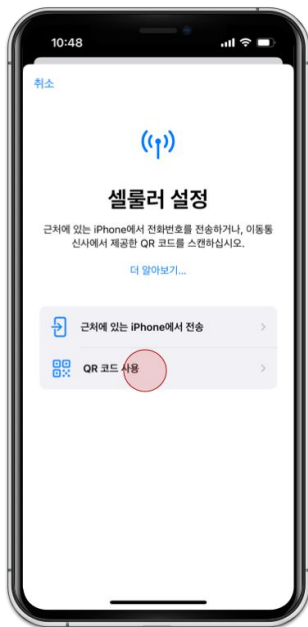 10:48
취소
셀룰러 설정
근처에 있는 iPhone에서 전화번호를 전송하거나, 이동통
신사에서 제공한 QR 코드를 스캔하십시오.
더 알아보기...
근처에 있는 iPhone에서 전송
QR 코드 사용